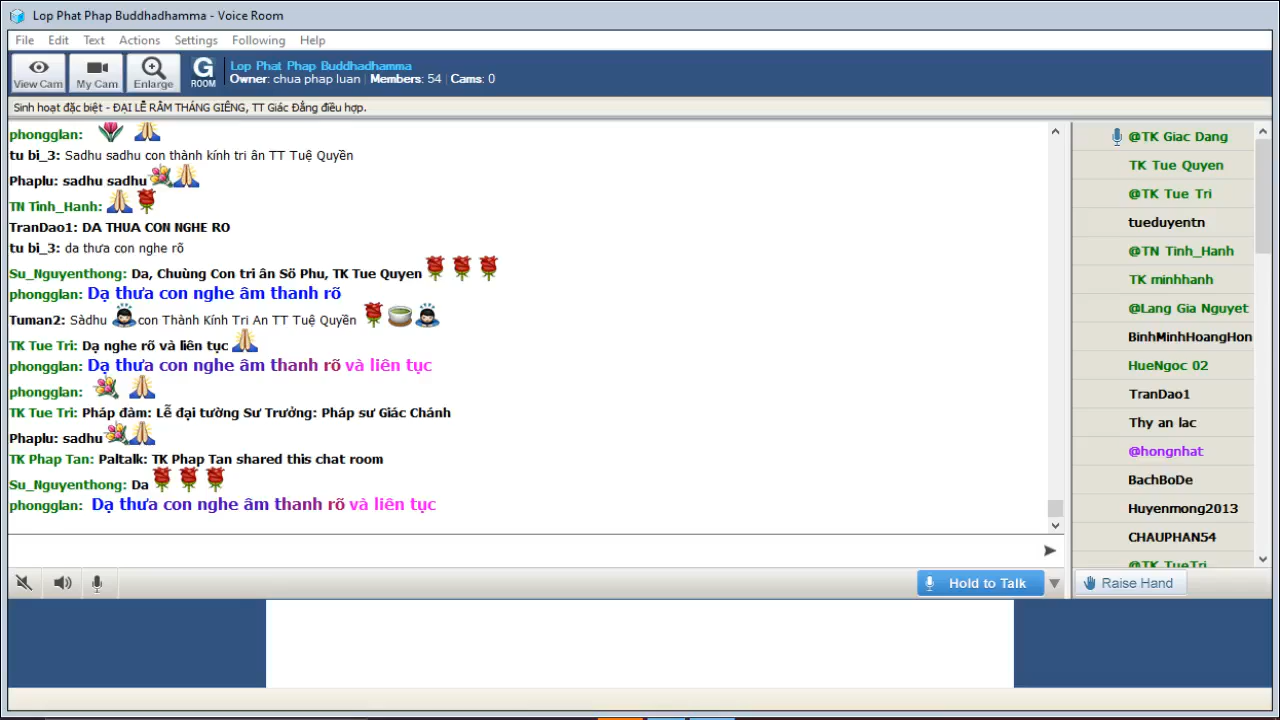 Lop Phat Phap Buddhadhamma - Voice Room
File Edit Text Actions Settings Following Help
View Cam My Cam Enlarge G ROOM
Lop Phat Phap Buddhadhamma
Owner: chua phap luan Members: 54 Cams: 0
Sinh hoạt đặc biệt - ĐẠI LỄ RẰM THÁNG GIÊNG, TT Giác Đẳng điều hợp.
phongglan:
tu bi_3: Sadhu sadhu con thành kính tri ân TT Tuệ Quyền
Phaplu: sadhu sadhu
TN Tinh_Hanh:
TranDao1: DA THUA CON NGHE RO
tu bi_3: da thưa con nghe rõ
Su_Nguyenthong: Da, Chuùng Con tri ân Sö Phu, TK Tue Quyen
phongglan: Dạ thưa con nghe âm thanh rõ
Tuman2: Sàdhu con Thành Kính Tri An TT Tuệ Quyền
TK Tue Tri: Dạ nghe rõ và liên tục
phongglan: Dạ thưa con nghe âm thanh rõ và liên tục
phongglan:
TK Tue Tri: Pháp đàm: Lễ đại tường Sư Trưởng: Pháp sư Giác Chánh
Phaplu: sadhu
TK Phap Tan: Paltalk: TK Phap Tan shared this chat room
Su_Nguyenthong: Da
phongglan: Dạ thưa con nghe âm thanh rõ và liên tục
@TK Giac Dang
TK Tue Quyen
@TK Tue Tri
tueduyentn
@TN Tinh_Hanh
TK minhhanh
@Lang Gia Nguyet
BinhMinhHoangHon
HueNgoc 02
TranDao1
Thy an lac
@hongnhat
BachBoDe
Huyenmong2013
CHAUPHAN54
@TK TueTri
Hold to Talk
Raise Hand